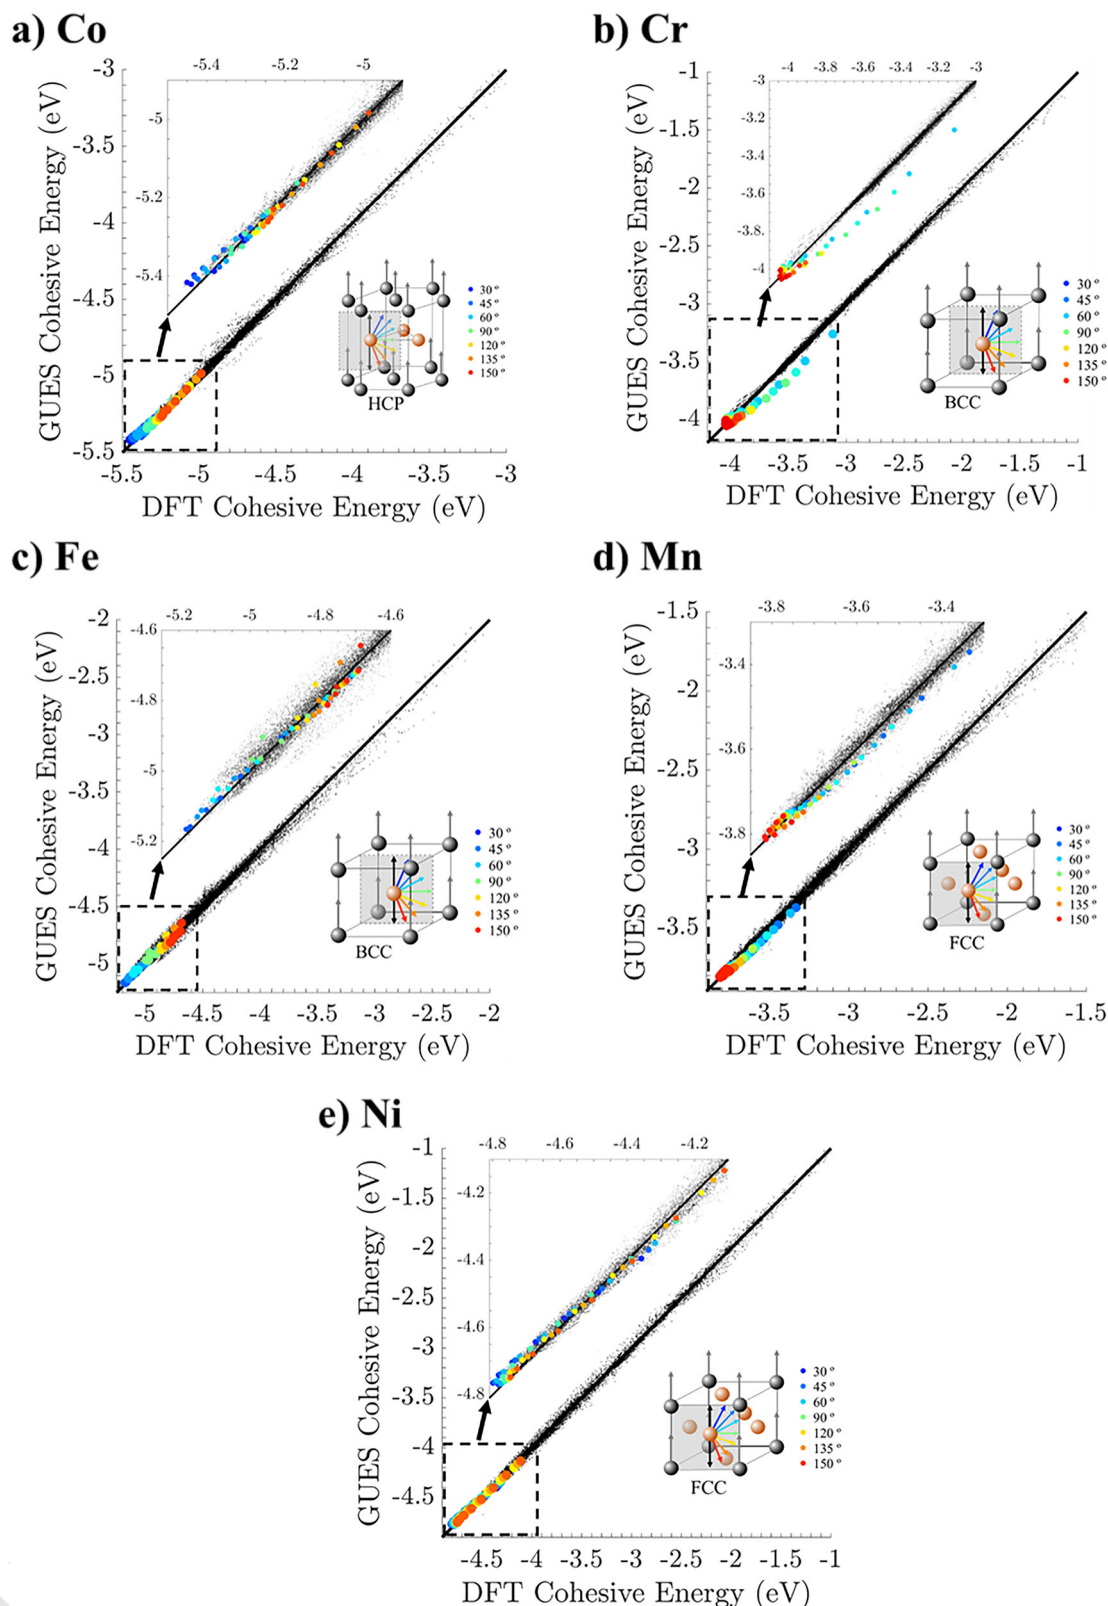 a) Co
-5.4 -5.2 -5
-3
-3.5
-4
-4.5
-5
-5.5
-5
-5.2
-5.4
GUES Cohesive Energy (eV)
HCP
30 º
45 º
60 º
90 º
120 º
135 º
150 º
-5.5 -5 -4.5 -4 -3.5 -3
DFT Cohesive Energy (eV)
b) Cr
-4 -3.8 -3.6 -3.4 -3.2 -3
-1
-1.5
-2
-2.5
-3
-3.5
-4
-3
-3.2
-3.4
-3.6
-3.8
-4
GUES Cohesive Energy (eV)
BCC
30 º
45 º
60 º
90 º
120 º
135 º
150 º
-4 -3.5 -3 -2.5 -2 -1.5 -1
DFT Cohesive Energy (eV)
c) Fe
-5.2 -5 -4.8 -4.6
-2
-2.5
-3
-3.5
-4
-4.5
-5
-4.6
-4.8
-5
-5.2
GUES Cohesive Energy (eV)
BCC
30 º
45 º
60 º
90 º
120 º
135 º
150 º
-5 -4.5 -4 -3.5 -3 -2.5 -2
DFT Cohesive Energy (eV)
d) Mn
-3.8 -3.6 -3.4
-1.5
-2
-2.5
-3
-3.5
-3.4
-3.6
-3.8
GUES Cohesive Energy (eV)
FCC
30 º
45 º
60 º
90 º
120 º
135 º
150 º
-3.5 -3 -2.5 -2 -1.5
DFT Cohesive Energy (eV)
e) Ni
-4.8 -4.6 -4.4 -4.2
-1
-1.5
-2
-2.5
-3
-3.5
-4
-4.5
-4.2
-4.4
-4.6
-4.8
GUES Cohesive Energy (eV)
FCC
30 º
45 º
60 º
90 º
120 º
135 º
150 º
-4.5 -4 -3.5 -3 -2.5 -2 -1.5 -1
DFT Cohesive Energy (eV)